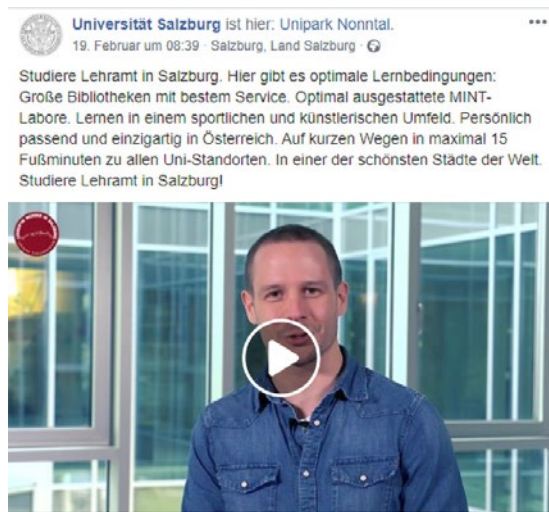 Universität Salzburg ist hier: Unipark Nonntal.
19. Februar um 08:39 · Salzburg, Land Salzburg ·
Studiere Lehramt in Salzburg. Hier gibt es optimale Lernbedingungen:
Große Bibliotheken mit bestem Service. Optimal ausgestattete MINT-
Labore. Lernen in einem sportlichen und künstlerischen Umfeld. Persönlich
passend und einzigartig in Österreich. Auf kurzen Wegen in maximal 15
Fußminuten zu allen Uni-Standorten. In einer der schönsten Städte der Welt.
Studiere Lehramt in Salzburg!